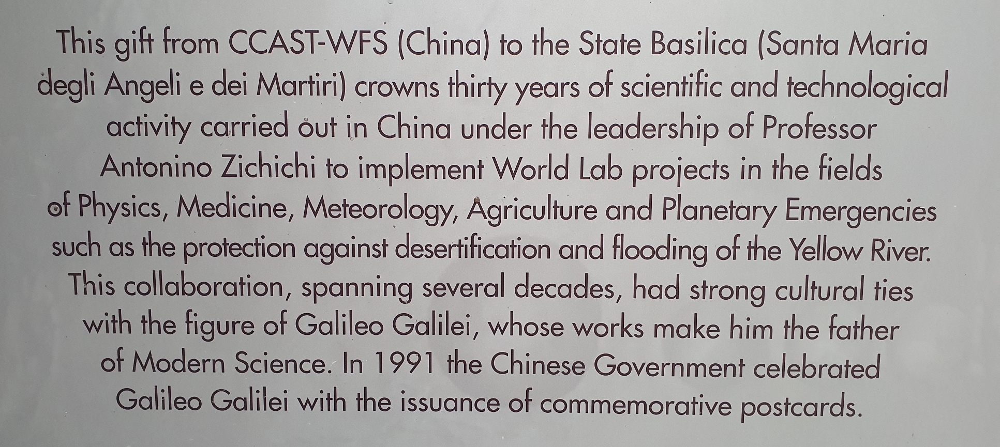 This gift from CCAST-WFS (China) to the State Basilica (Santa Maria
degli Angeli e dei Martiri) crowns thirty years of scientific and technological
activity carried out in China under the leadership of Professor
Antonino Zichichi to implement World Lab projects in the fields
of Physics, Medicine, Meteorology, Agriculture and Planetary Emergencies
such as the protection against desertification and flooding of the Yellow River.
This collaboration, spanning several decades, had strong cultural ties
with the figure of Galileo Galilei, whose works make him the father
of Modern Science. In 1991 the Chinese Government celebrated
Galileo Galilei with the issuance of commemorative postcards.